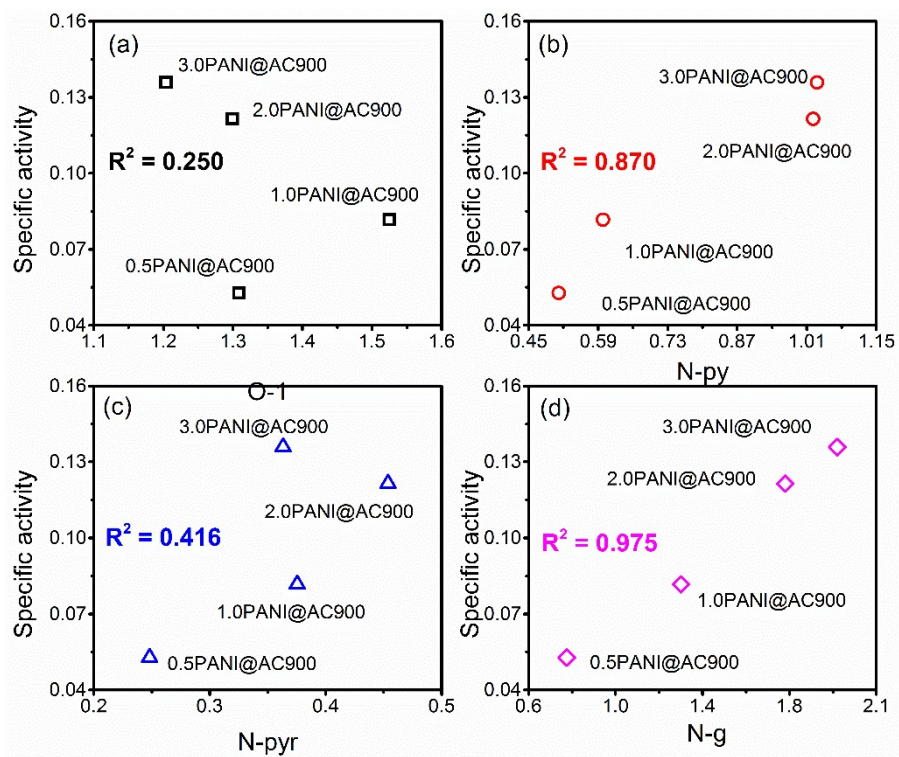 (a)
3.0PANI@AC900
2.0PANI@AC900
R² = 0.250
1.0PANI@AC900
0.5PANI@AC900
Specific activity
0.16
0.13
0.10
0.07
0.04
1.1 1.2 1.3 1.5 1.6
O-1
(b)
3.0PANI@AC900
2.0PANI@AC900
R² = 0.870
1.0PANI@AC900
0.5PANI@AC900
Specific activity
0.16
0.13
0.10
0.07
0.04
0.45 0.59 0.73 0.87 1.01 1.15
N-py
(c)
3.0PANI@AC900
2.0PANI@AC900
R² = 0.416
1.0PANI@AC900
0.5PANI@AC900
Specific activity
0.16
0.13
0.10
0.07
0.04
0.2 0.3 0.4 0.5
N-pyr
(d)
3.0PANI@AC900
2.0PANI@AC900
R² = 0.975
1.0PANI@AC900
0.5PANI@AC900
Specific activity
0.16
0.13
0.10
0.07
0.04
0.6 1.0 1.4 1.8 2.1
N-g